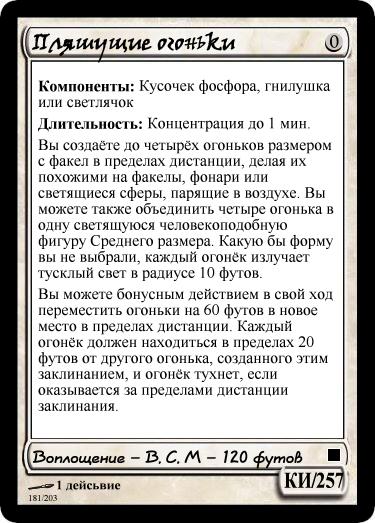 Пляшущие огоньки 0
Компоненты: Кусочек фосфора, гнилушка
или светлячок
Длительность: Концентрация до 1 мин.
Вы создаёте до четырёх огоньков размером
с факел в пределах дистанции, делая их
похожими на факелы, фонари или
светящиеся сферы, парящие в воздухе. Вы
можете также объединить четыре огонька в
одну светящуюся человекоподобную
фигуру Среднего размера. Какую бы форму
вы не выбрали, каждый огонёк излучает
тусклый свет в радиусе 10 футов.
Вы можете бонусным действием в свой ход
переместить огоньки на 60 футов в новое
место в пределах дистанции. Каждый
огонёк должен находиться в пределах 20
футов от другого огонька, созданного этим
заклинанием, и огонёк тухнет, если
оказывается за пределами дистанции
заклинания.
Воплощение – В, С, М – 120 футов
КИ/257
1 дейсьвие
181/203